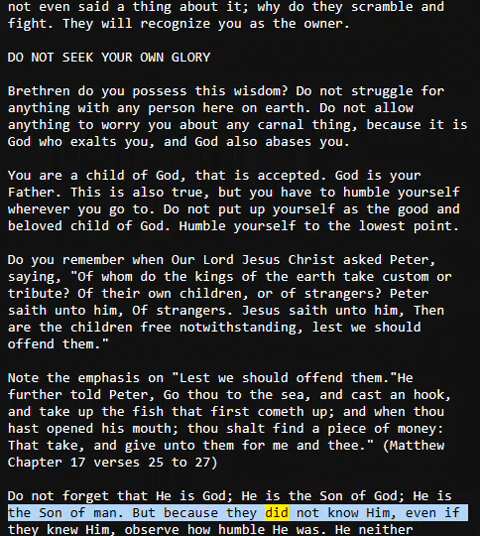 not even said a thing about it; why do they scramble and
fight. They will recognize you as the owner.
DO NOT SEEK YOUR OWN GLORY
Brethren do you possess this wisdom? Do not struggle for
anything with any person here on earth. Do not allow
anything to worry you about any carnal thing, because it is
God who exalts you, and God also abases you.
You are a child of God, that is accepted. God is your
Father. This is also true, but you have to humble yourself
wherever you go to. Do not put up yourself as the good and
beloved child of God. Humble yourself to the lowest point.
Do you remember when Our Lord Jesus Christ asked Peter,
saying, "Of whom do the kings of the earth take custom or
tribute? Of their own children, or of strangers? Peter
saith unto him, Of strangers. Jesus saith unto him, Then
are the children free notwithstanding, lest we should
offend them."
Note the emphasis on "Lest we should offend them."He
further told Peter, Go thou to the sea, and cast an hook,
and take up the fish that first cometh up; and when thou
hast opened his mouth; thou shalt find a piece of money:
That take, and give unto them for me and thee." (Matthew
Chapter 17 verses 25 to 27)
Do not forget that He is God; He is the Son of God; He is
the Son of man. But because they did not know Him, even if
they knew Him, observe how humble He was. He neither